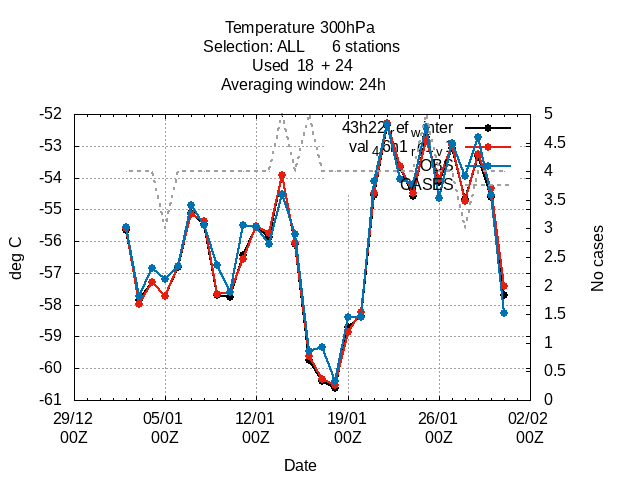 Temperature 300hPa
Selection: ALL 6 stations
Used 18 + 24
Averaging window: 24h
-52
-53
-54
-55
-56
-57
-58
-59
-60
-61
5
4.5
4
3.5
3
2.5
2
1.5
1
0.5
0
deg C
No cases
OBS
CASES
29/12 05/01 12/01 19/01 26/01 02/02
00Z 00Z 00Z 00Z 00Z 00Z
Date